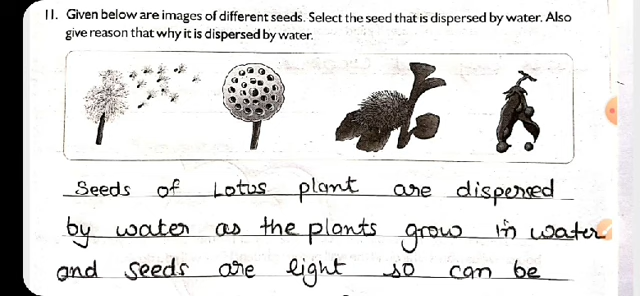 11. Given below are images of different seeds. Select the seed that is dispersed by water. Also
give reason that why it is dispersed by water.
Seeds of Lotus plant are dispersed
by water as the plants grow in water
and seeds are light so can be